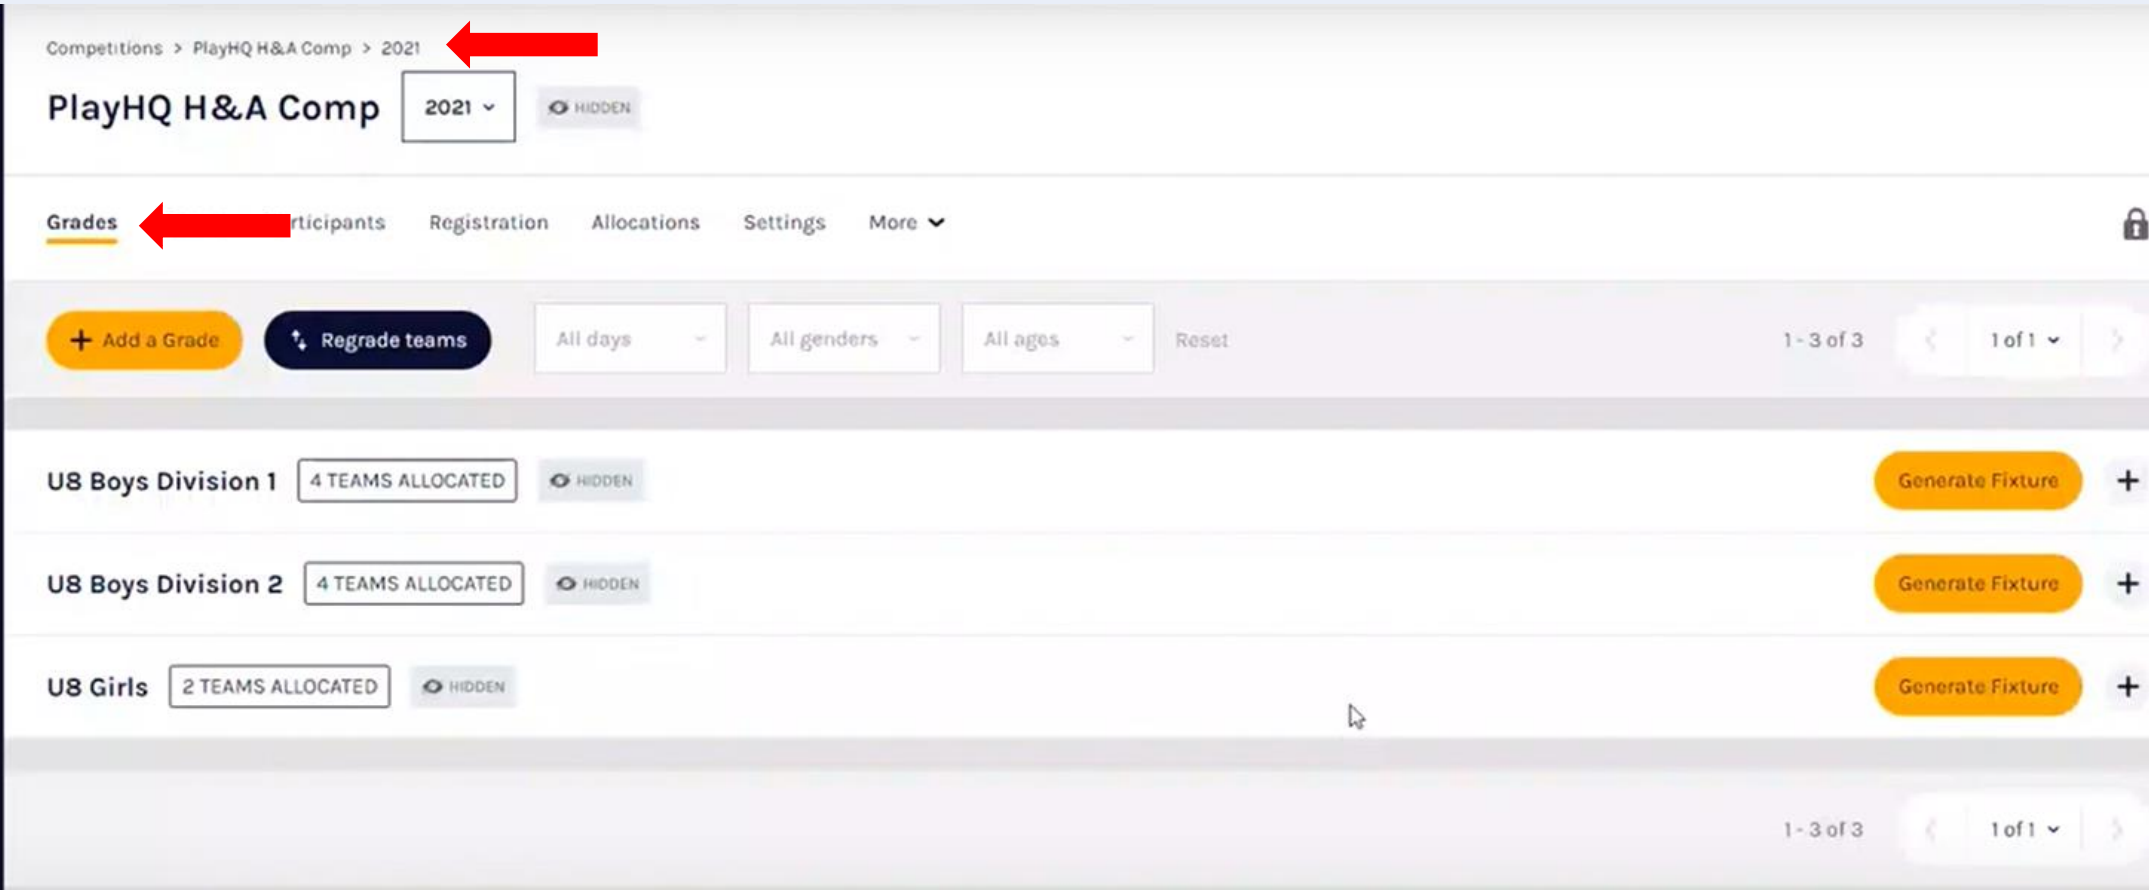 Competitions > PlayHQ H&A Comp > 2021
PlayHQ H&A Comp 2021 HIDDEN
Grades rticipants Registration Allocations Settings More
+ Add a Grade Regrade teams All days All genders All ages Reset 1 - 3 of 3 1 of 1
U8 Boys Division 1 4 TEAMS ALLOCATED HIDDEN Generate Fixture +
U8 Boys Division 2 4 TEAMS ALLOCATED HIDDEN Generate Fixture +
U8 Girls 2 TEAMS ALLOCATED HIDDEN Generate Fixture +
1 - 3 of 3 1 of 1